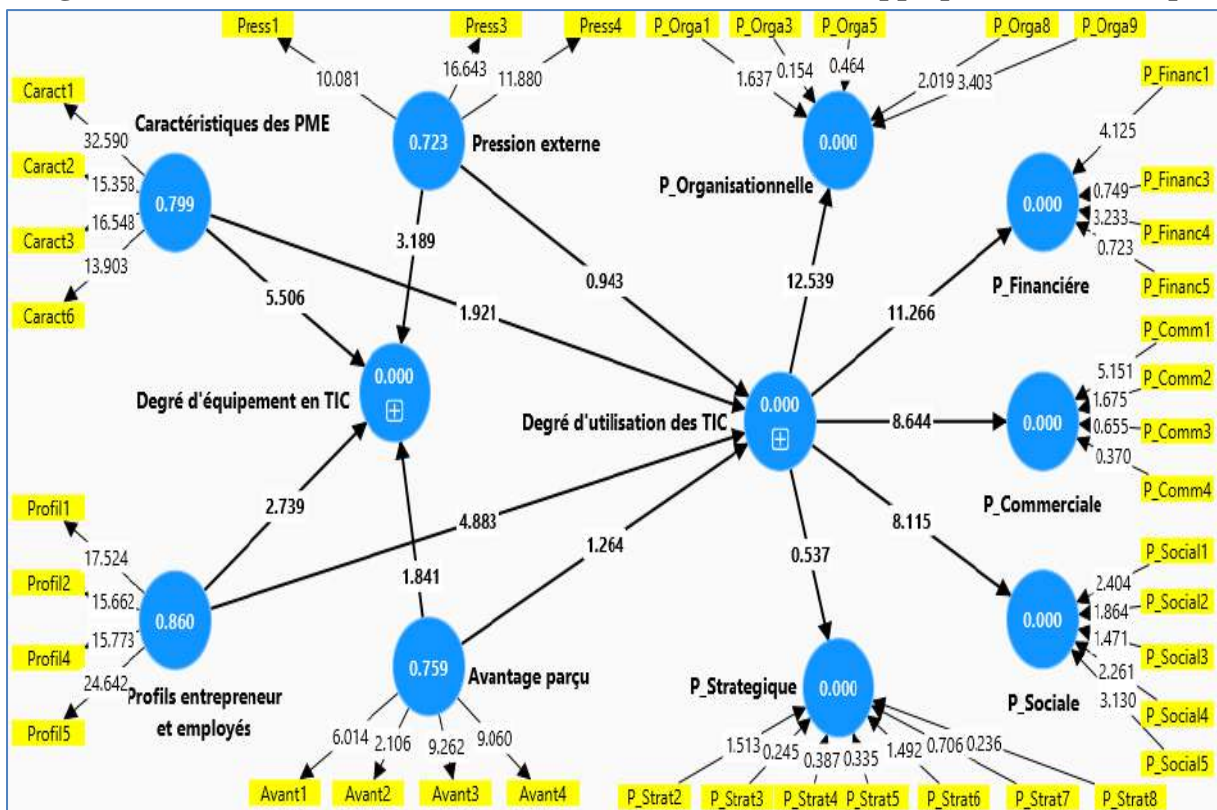 Press1
Press3
Press4
P_Orga1
P_Orga3
P_Orga5
P_Orga8
P_Orga9
10.081
16.643
11.880
1.637
0.154
0.464
2.019
3.403
P_Financ1
Caract1
Caractéristiques des PME
0.723
Pression externe
0.000
P_Organisationnelle
4.125
32.590
Caract2
15.358
0.799
16.548
Caract3
13.903
Caract6
P_Financ3
0.749
0.000
3.233
P_Financ4
0.723
P_Financ5
P_Financiére
3.189
0.943
12.539
11.266
5.506
1.921
0.000
Degré d'équipement en TIC
Degré d'utilisation des TIC
0.000
8.644
0.000
P_Commerciale
P_Comm1
5.151
P_Comm2
1.675
0.655
P_Comm3
0.370
P_Comm4
Profil1
17.524
Profil2
15.662
0.860
15.773
Profil4
24.642
Profil5
Profils entrepreneur
et employés
2.739
4.883
1.841
1.264
0.537
8.115
0.759
Avantage parçu
P_Strategique
0.000
0.000
P_Sociale
P_Social1
2.404
P_Social2
1.864
1.471
P_Social3
2.261
3.130
P_Social4
P_Social5
6.014
2.106
9.262
9.060
Avant1
Avant2
Avant3
Avant4
1.513
0.245
0.387
0.335
1.492
0.706
0.236
P_Strat2
P_Strat3
P_Strat4
P_Strat5
P_Strat6
P_Strat7
P_Strat8